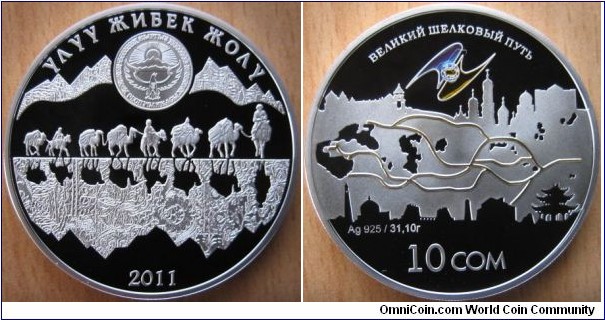 УЛУУ ЖИБЕК ЖОЛУ
2011
ВЕЛИКИЙ ШЕЛКОВЫЙ ПУТЬ
Ag 925 / 31,10г
10 СОМ
OmniCoin.com World Coin Community